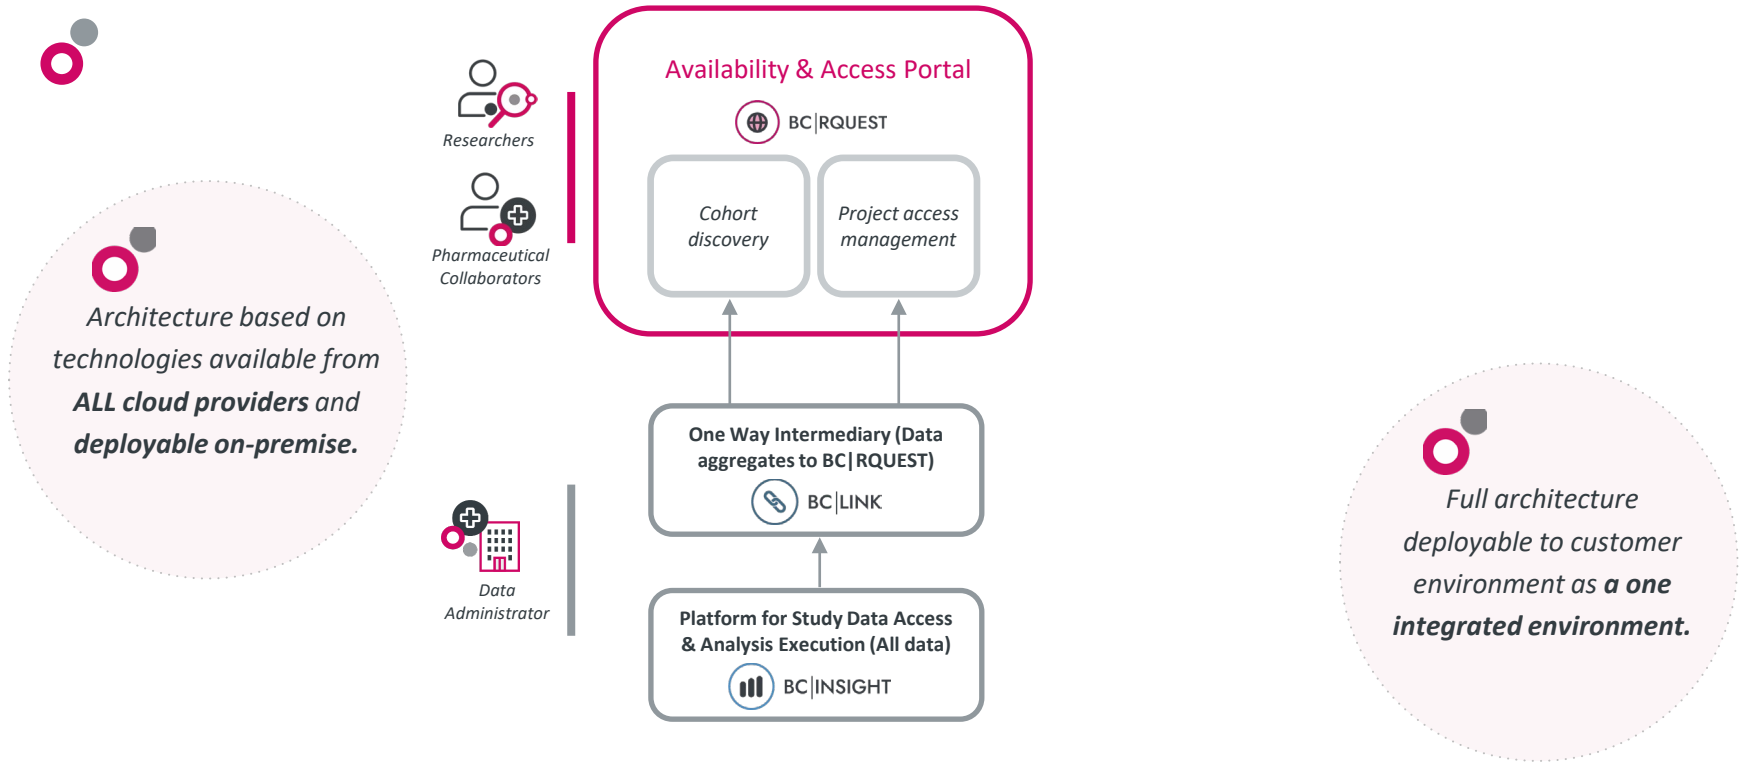 Availability & Access Portal
BC|RQUEST
Researchers
Cohort
discovery
Project access
management
Pharmaceutical
Collaborators
Architecture based on
technologies available from
ALL cloud providers and
deployable on-premise.
One Way Intermediary (Data
aggregates to BC|RQUEST)
BC|LINK
Data
Administrator
Platform for Study Data Access
& Analysis Execution (All data)
BC|INSIGHT
Full architecture
deployable to customer
environment as a one
integrated environment.